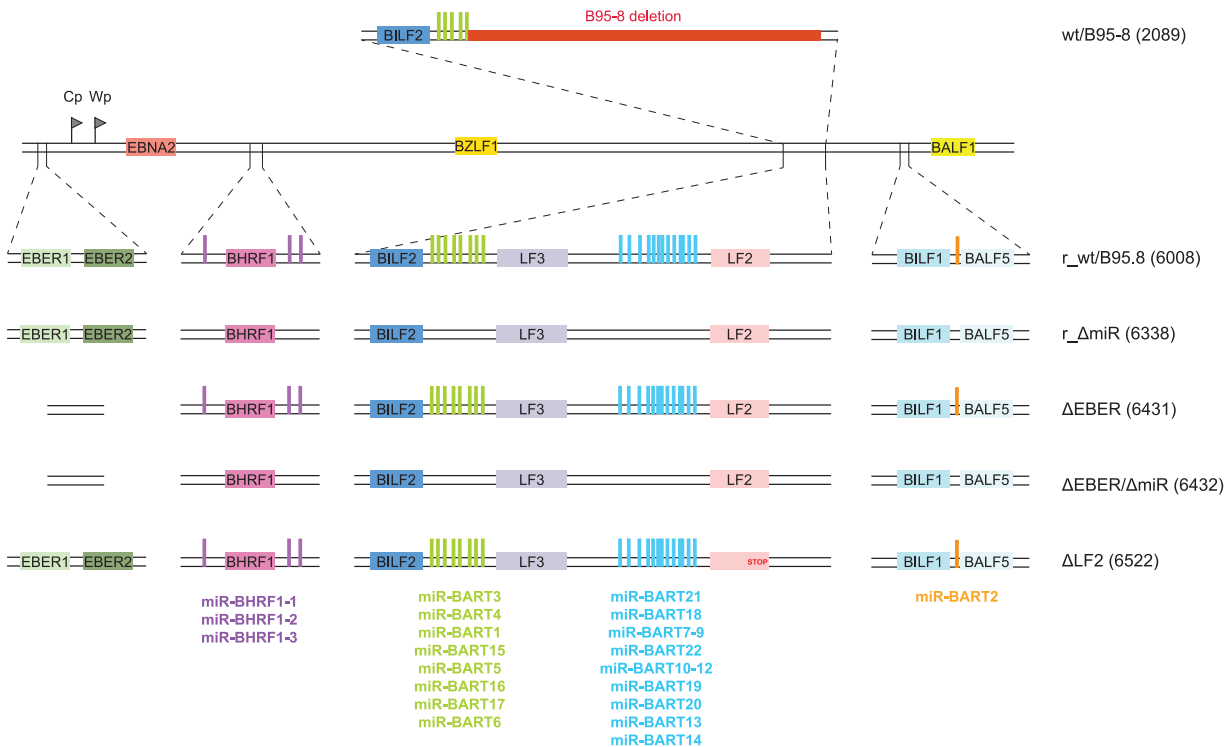 B95-8 deletion
BILF2
wt/B95-8 (2089)
Cp Wp
EBNA2 BZLF1 BALF1
EBER1 EBER2 BHRF1 BILF2 LF3 LF2 BILF1 BALF5 r_wt/B95.8 (6008)
EBER1 EBER2 BHRF1 BILF2 LF3 LF2 BILF1 BALF5 r_ΔmiR (6338)
BHRF1 BILF2 LF3 LF2 BILF1 BALF5 ΔEBER (6431)
BHRF1 BILF2 LF3 LF2 BILF1 BALF5 ΔEBER/ΔmiR (6432)
EBER1 EBER2 BHRF1 BILF2 LF3 STOP BILF1 BALF5 ΔLF2 (6522)
miR-BHRF1-1
miR-BHRF1-2
miR-BHRF1-3
miR-BART3
miR-BART4
miR-BART1
miR-BART15
miR-BART5
miR-BART16
miR-BART17
miR-BART6
miR-BART21
miR-BART18
miR-BART7-9
miR-BART22
miR-BART10-12
miR-BART19
miR-BART20
miR-BART13
miR-BART14
miR-BART2